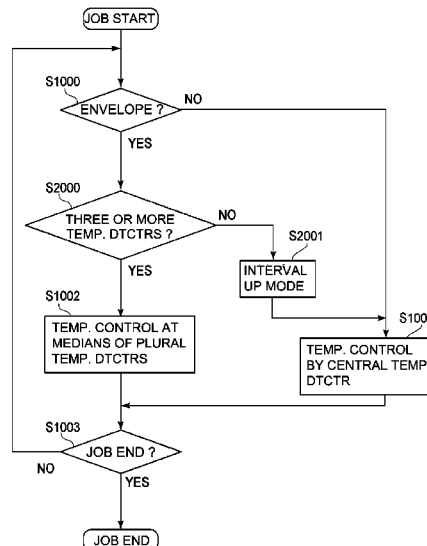 JOB START
S1000
ENVELOPE ?
NO
YES
S2000
THREE OR MORE
TEMP. DTCTRS ?
NO
YES
S2001
INTERVAL
UP MODE
S1002
TEMP. CONTROL AT
MEDIANS OF PLURAL
TEMP. DTCTRS
S100
TEMP. CONTROL
BY CENTRAL TEMP
DTCTR
S1003
JOB END ?
NO
YES
JOB END